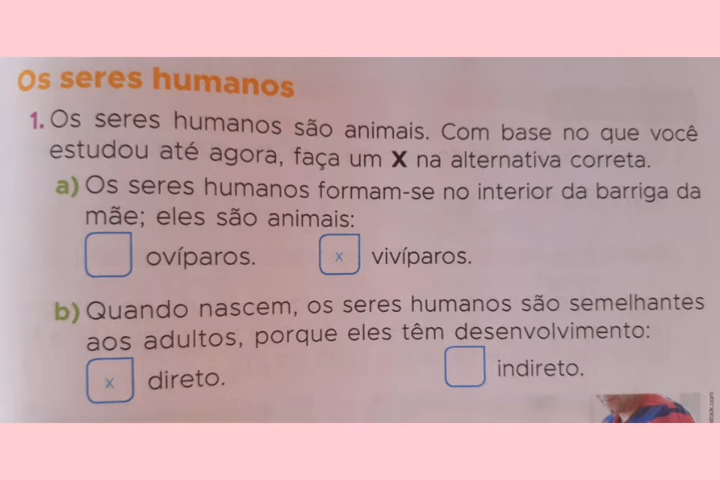 Os seres humanos
1. Os seres humanos são animais. Com base no que você
estudou até agora, faça um X na alternativa correta.
a) Os seres humanos formam-se no interior da barriga da
mãe; eles são animais:
ovíparos. x vivíparos.
b) Quando nascem, os seres humanos são semelhantes
aos adultos, porque eles têm desenvolvimento:
x direto. indireto.